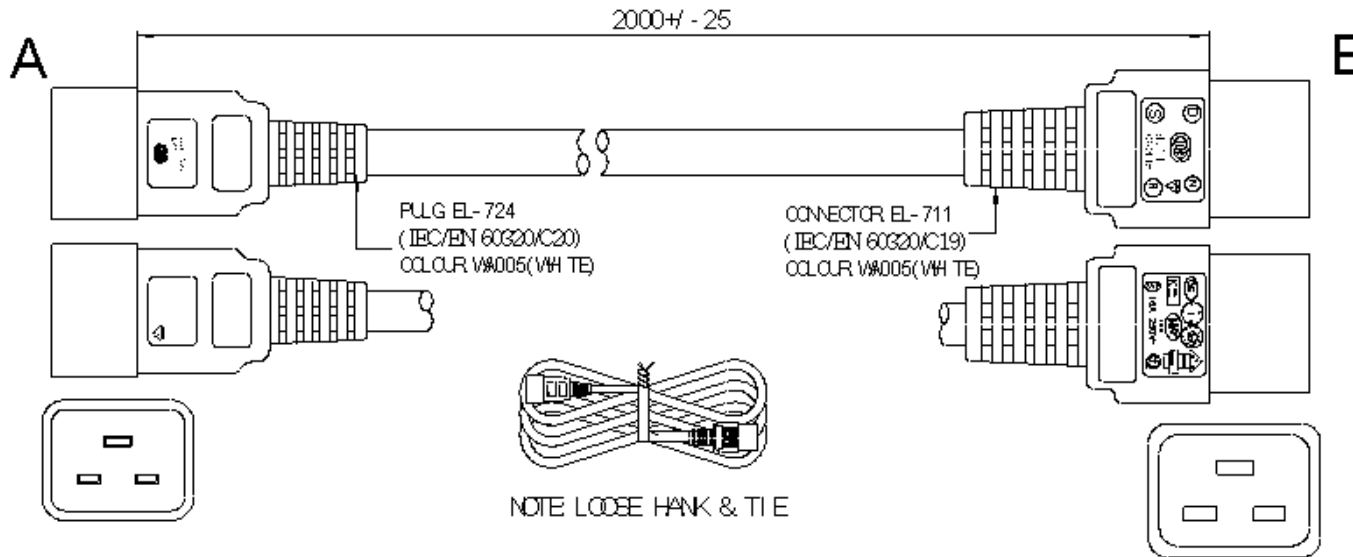 2000+/-25
A
PULG EL-724
(IEC/EN 60320/C20)
COLOUR WA005(WHITE)
CONNECTOR EL-711
(IEC/EN 60320/C19)
COLOUR WA005(WHITE)
NOTE: LOOSE HANK & TIE